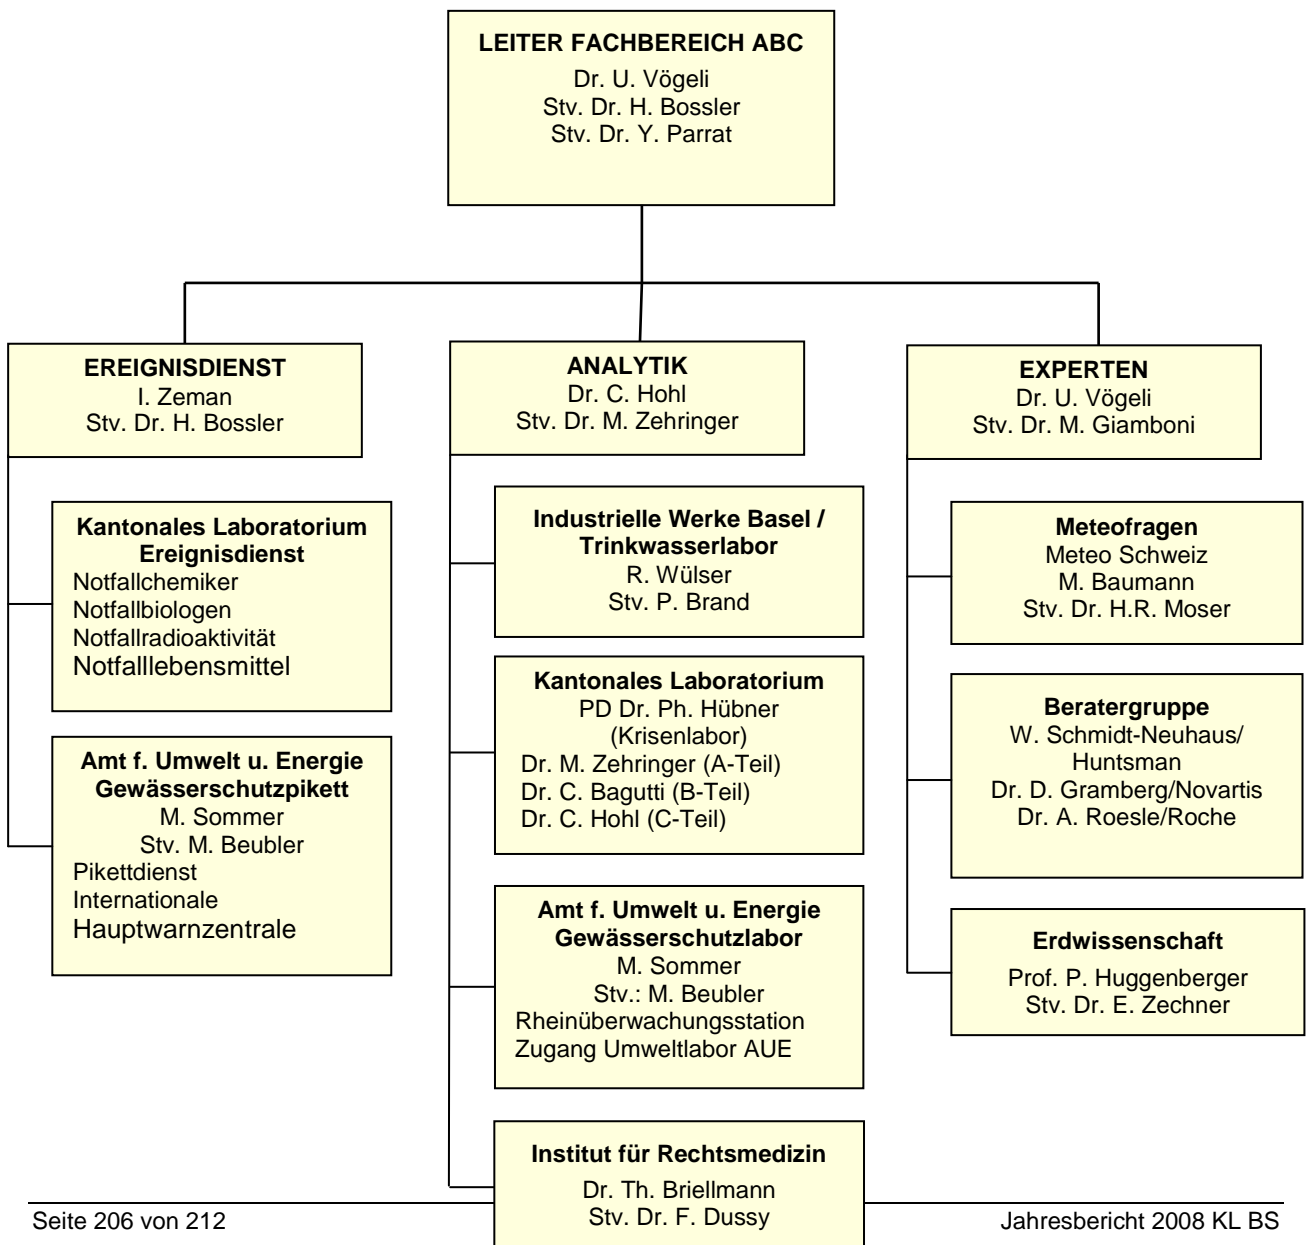 LEITER FACHBEREICH ABC
Dr. U. Vögeli
Stv. Dr. H. Bossler
Stv. Dr. Y. Parrat
EREIGNISDIENST
I. Zeman
Stv. Dr. H. Bossler
Kantonales Laboratorium
Ereignisdienst
Notfallchemiker
Notfallbiologen
Notfallradioaktivität
Notfalllebensmittel
Amt f. Umwelt u. Energie
Gewässerschutzpikett
M. Sommer
Stv. M. Beubler
Pikettdienst
Internationale
Hauptwarnzentrale
ANALYTIK
Dr. C. Hohl
Stv. Dr. M. Zehringer
Industrielle Werke Basel /
Trinkwasserlabor
R. Wülser
Stv. P. Brand
Kantonales Laboratorium
PD Dr. Ph. Hübner
(Krisenlabor)
Dr. M. Zehringer (A-Teil)
Dr. C. Bagutti (B-Teil)
Dr. C. Hohl (C-Teil)
Amt f. Umwelt u. Energie
Gewässerschutzlabor
M. Sommer
Stv.: M. Beubler
Rheinüberwachungsstation
Zugang Umweltlabor AUE
Institut für Rechtsmedizin
Dr. Th. Briellmann
Stv. Dr. F. Dussy
EXPERTEN
Dr. U. Vögeli
Stv. Dr. M. Giamboni
Meteofragen
Meteo Schweiz
M. Baumann
Stv. Dr. H.R. Moser
Beratergruppe
W. Schmidt-Neuhaus/
Huntsman
Dr. D. Gramberg/Novartis
Dr. A. Roesle/Roche
Erdwissenschaft
Prof. P. Huggenberger
Stv. Dr. E. Zechner
Seite 206 von 212
Jahresbericht 2008 KL BS